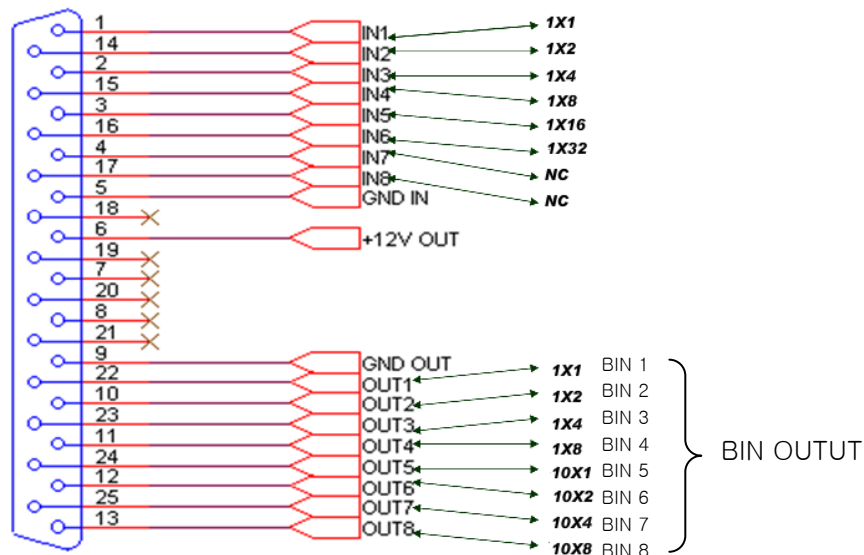 1 IN1 1X1
14 IN2 1X2
2 IN3 1X4
15 IN4 1X8
3 IN5 1X16
16 IN6 1X32
4 IN7 NC
17 IN8 NC
5 GND IN
18
6 +12V OUT
19
7
20
8
21
9 GND OUT
22 OUT1 1X1 BIN 1
10 OUT2 1X2 BIN 2
23 OUT3 1X4 BIN 3
11 OUT4 1X8 BIN 4
24 OUT5 10X1 BIN 5
12 OUT6 10X2 BIN 6
25 OUT7 10X4 BIN 7
13 OUT8 10X8 BIN 8
BIN OUTUT